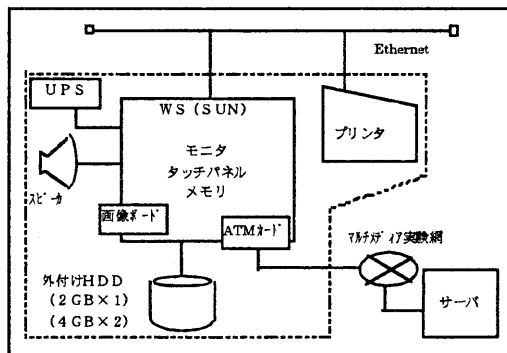 Ethernet
UPS
WS (SUN)
モニタ
タッチパネル
メモリ
プリンタ
スピーカ
画像ボード
ATMカード
マルチメディア実験網
外付けHDD
(2GB×1)
(4GB×2)
サーバ